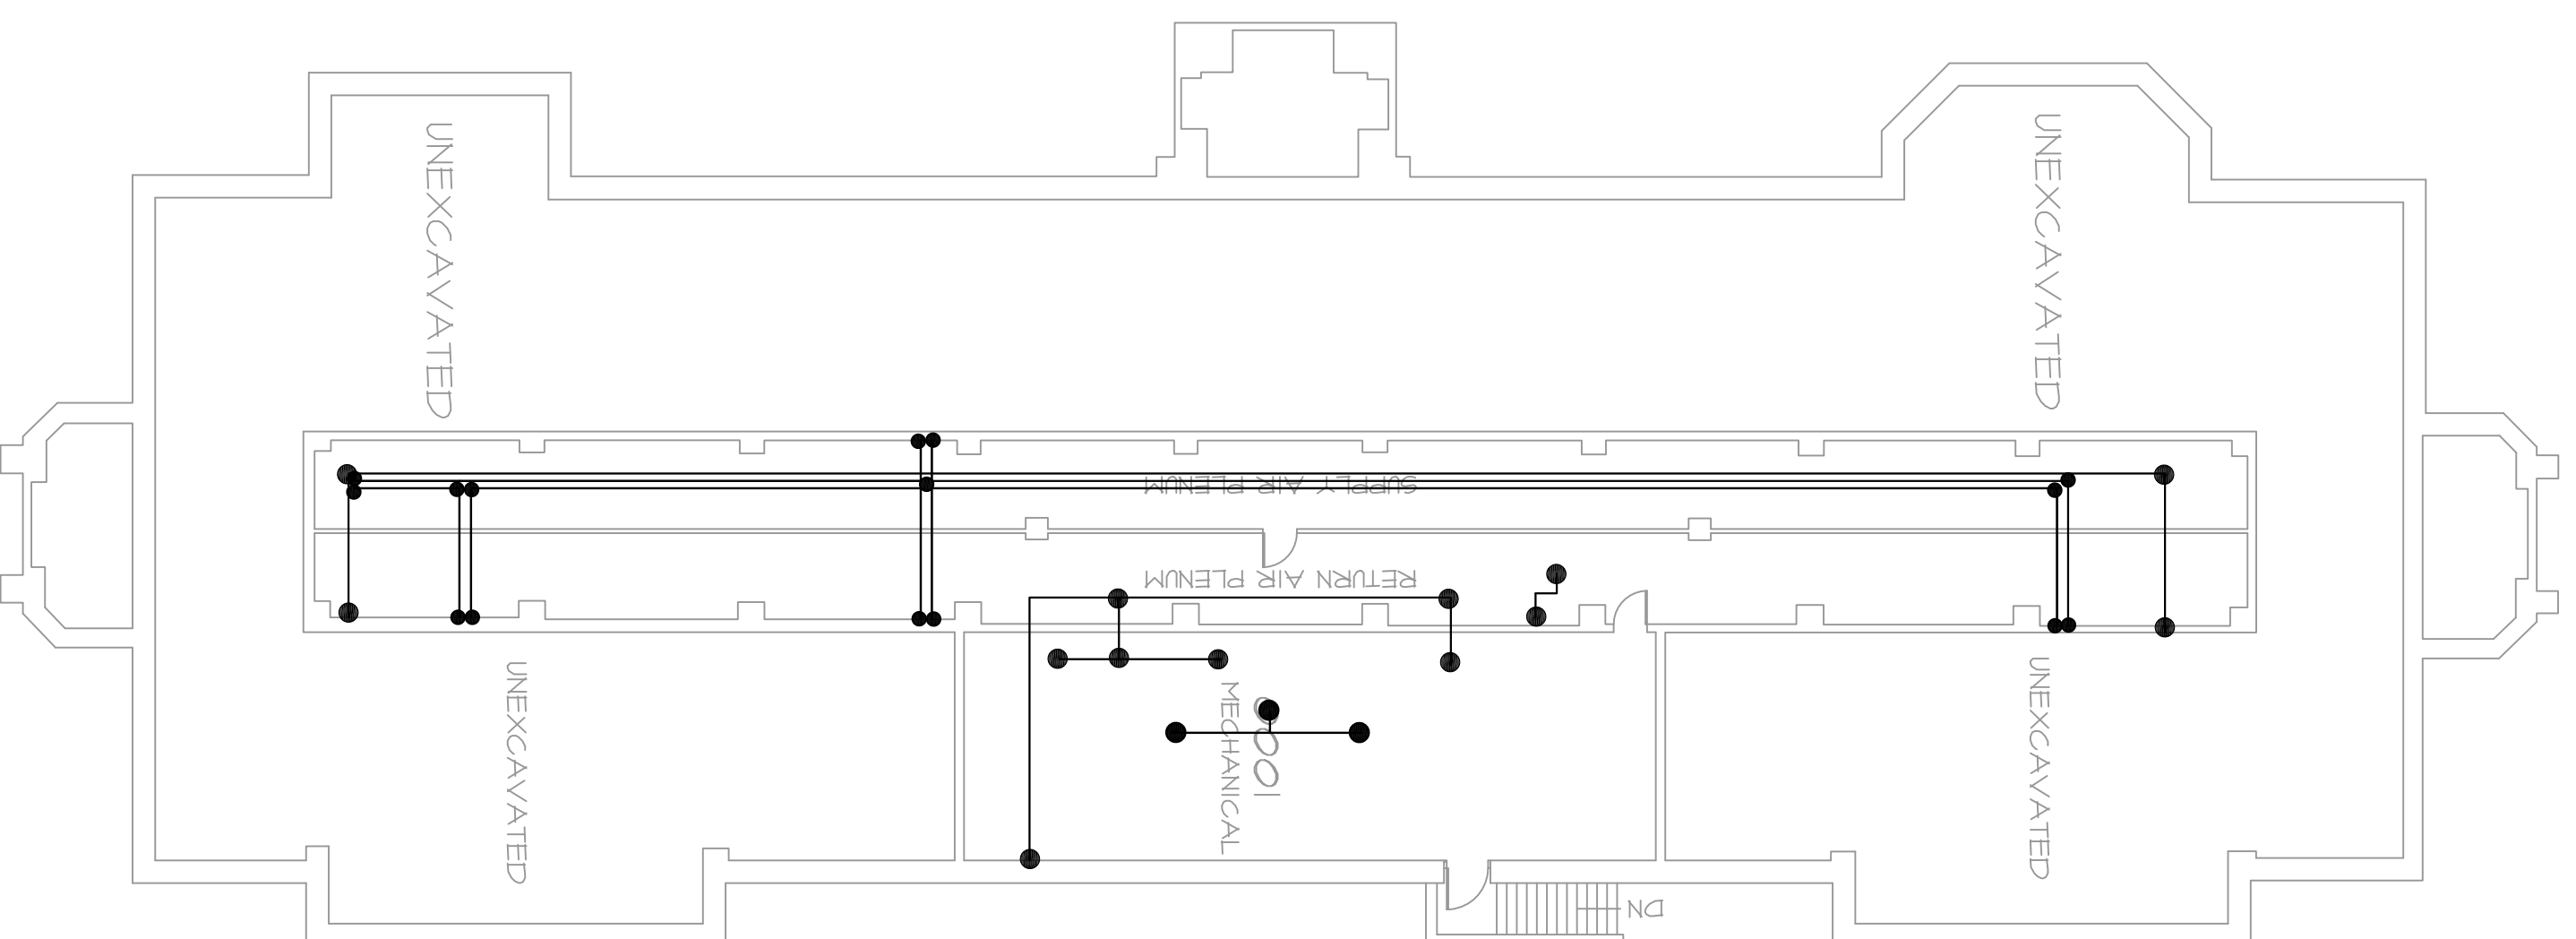 UNEXCAVATED
UNEXCAVATED
SUPPLY AIR PLENUM
RETURN AIR PLENUM
UNEXCAVATED
MECHANICAL
0001
UNEXCAVATED
DN